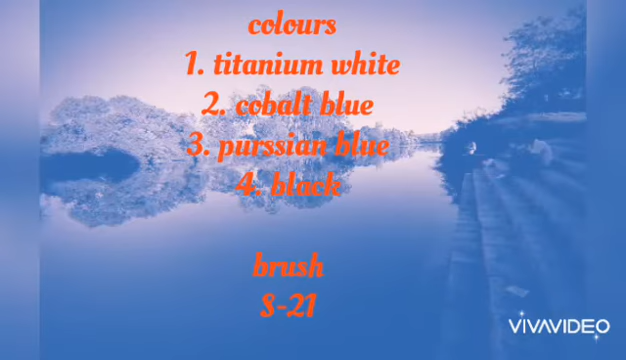 colours
1. titanium white
2. cobalt blue
3. purssian blue
4. black
brush
8-21
VIVAVIDEO